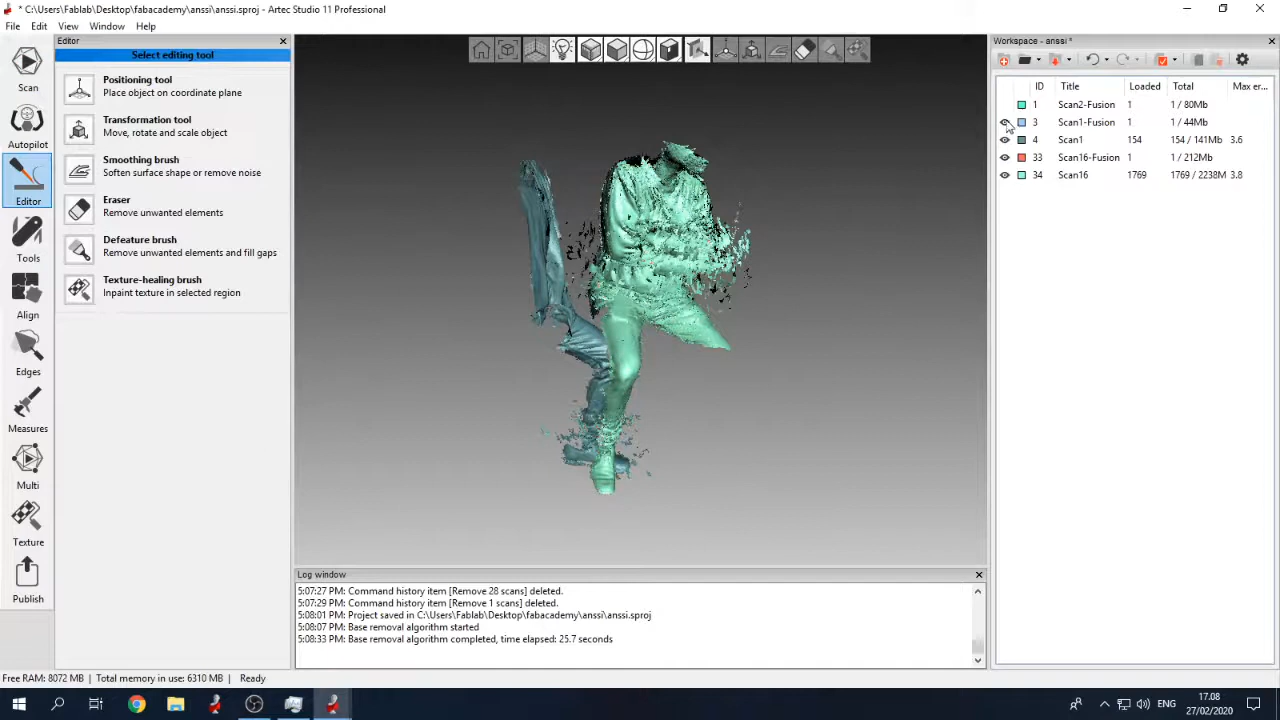 * C:\Users\Fablab\Desktop\fabacademy\anssi\anssi.sproj - Artec Studio 11 Professional
File Edit View Window Help
Editor
Select editing tool
Scan
Autopilot
Editor
Tools
Align
Edges
Measures
Multi
Texture
Publish
Positioning tool
Place object on coordinate plane
Transformation tool
Move, rotate and scale object
Smoothing brush
Soften surface shape or remove noise
Eraser
Remove unwanted elements
Defeature brush
Remove unwanted elements and fill gaps
Texture-healing brush
Inpaint texture in selected region
Workspace - anssi *
ID Title Loaded Total Max er...
1 Scan2-Fusion 1 1 / 80Mb
3 Scan1-Fusion 1 1 / 44Mb
4 Scan1 154 154 / 141Mb 3.6
33 Scan16-Fusion 1 1 / 212Mb
34 Scan16 1769 1769 / 2238M 3.8
Log window
5:07:27 PM: Command history item [Remove 28 scans] deleted.
5:07:29 PM: Command history item [Remove 1 scans] deleted.
5:08:01 PM: Project saved in C:\Users\Fablab\Desktop\fabacademy\anssi\anssi.sproj
5:08:07 PM: Base removal algorithm started
5:08:33 PM: Base removal algorithm completed, time elapsed: 25.7 seconds
Free RAM: 8072 MB | Total memory in use: 6310 MB | Ready
ENG
17.08
27/02/2020